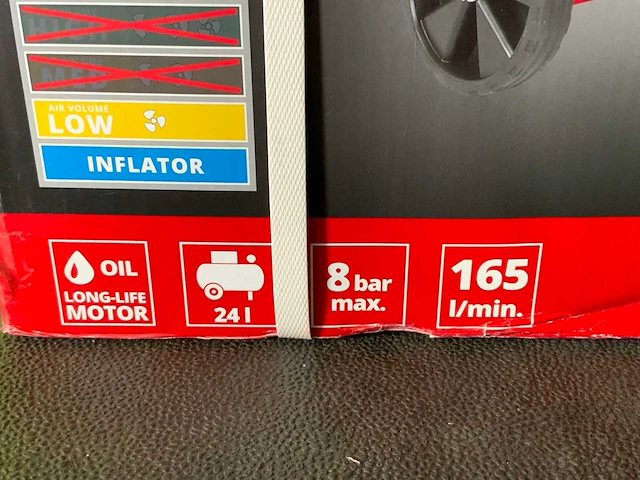 AIR VOLUME
LOW
INFLATOR
OIL
LONG-LIFE
MOTOR
24 l
8 bar
max.
165
l/min.